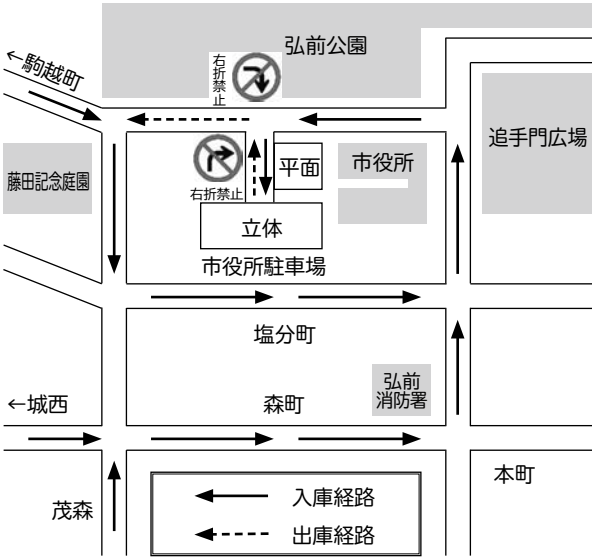 弘前公園
右折禁止
←駒越町
追手門広場
市役所
平面
藤田記念庭園
右折禁止
立体
市役所駐車場
塩分町
弘前
消防署
←城西
森町
本町
茂森
入庫経路
出庫経路